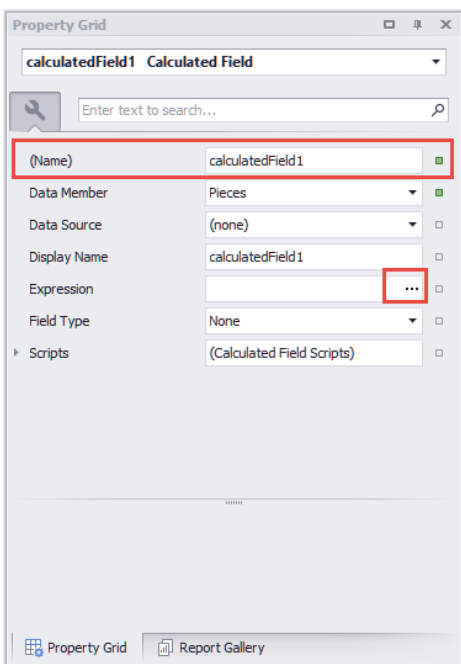 Property Grid
calculatedField1 Calculated Field
Enter text to search...
(Name) calculatedField1
Data Member Pieces
Data Source (none)
Display Name calculatedField1
Expression ...
Field Type None
Scripts (Calculated Field Scripts)
Property Grid Report Gallery